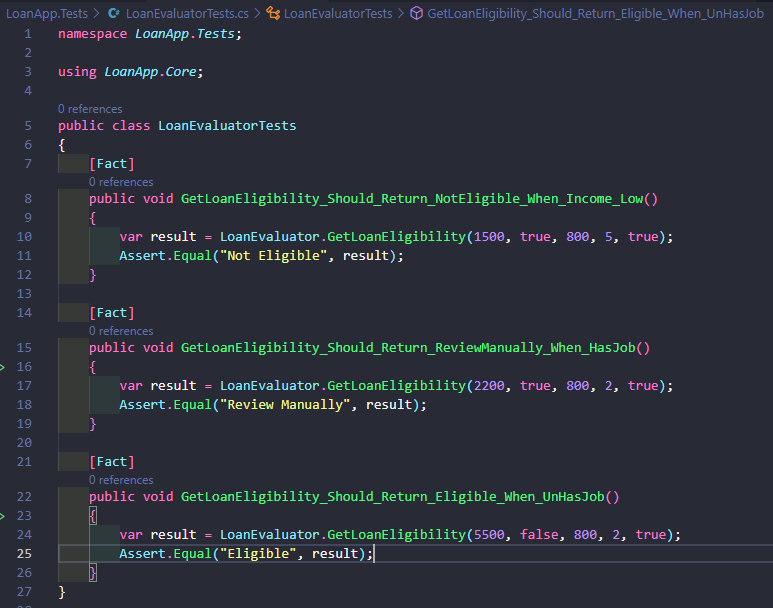 LoanApp.Tests > LoanEvaluatorTests.cs > LoanEvaluatorTests > GetLoanEligibility_Should_Return_Eligible_When_UnHasJob
1 namespace LoanApp.Tests;
2
3 using LoanApp.Core;
4
0 references
5 public class LoanEvaluatorTests
6 {
7 [Fact]
0 references
8 public void GetLoanEligibility_Should_Return_NotEligible_When_Income_Low()
9 {
10 var result = LoanEvaluator.GetLoanEligibility(1500, true, 800, 5, true);
11 Assert.Equal("Not Eligible", result);
12 }
13
14 [Fact]
0 references
15 public void GetLoanEligibility_Should_Return_ReviewManually_When_HasJob()
16 {
17 var result = LoanEvaluator.GetLoanEligibility(2200, true, 800, 2, true);
18 Assert.Equal("Review Manually", result);
19 }
20
21 [Fact]
0 references
22 public void GetLoanEligibility_Should_Return_Eligible_When_UnHasJob()
23 {
24 var result = LoanEvaluator.GetLoanEligibility(5500, false, 800, 2, true);
25 Assert.Equal("Eligible", result);
26 }
27 }